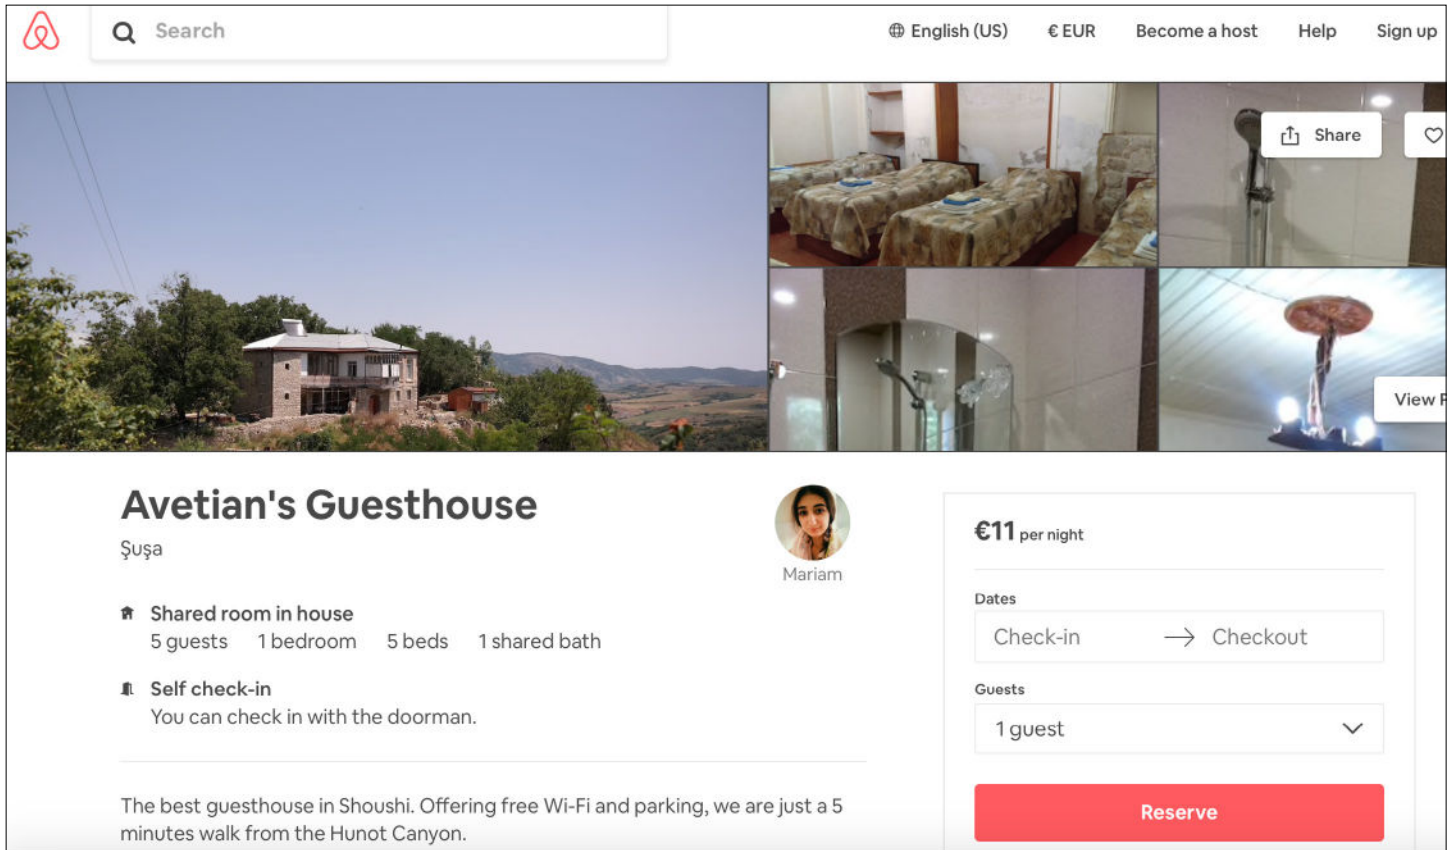 Search
English (US) € EUR Become a host Help Sign up
Share
View
Avetian's Guesthouse
Şuşa
Mariam
Shared room in house
5 guests 1 bedroom 5 beds 1 shared bath
Self check-in
You can check in with the doorman.
The best guesthouse in Shoushi. Offering free Wi-Fi and parking, we are just a 5
minutes walk from the Hunot Canyon.
€11 per night
Dates
Check-in → Checkout
Guests
1 guest
Reserve